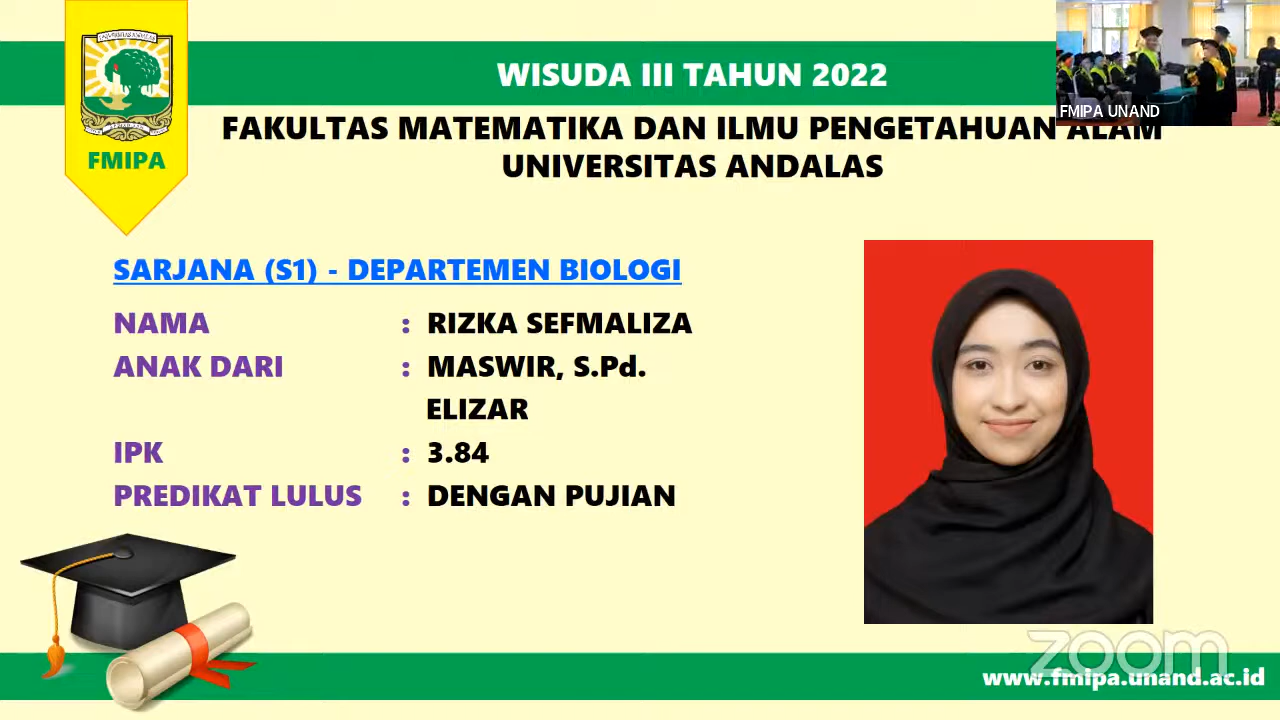 WISUDA III TAHUN 2022
FMIPA UNAND
FAKULTAS MATEMATIKA DAN ILMU PENGETAHUAN ALAM
UNIVERSITAS ANDALAS
FMIPA
SARJANA (S1) - DEPARTEMEN BIOLOGI
NAMA : RIZKA SEFMALIZA
ANAK DARI : MASWIR, S.Pd.
ELIZAR
IPK : 3.84
PREDIKAT LULUS : DENGAN PUJIAN
zoom
www.fmipa.unand.ac.id